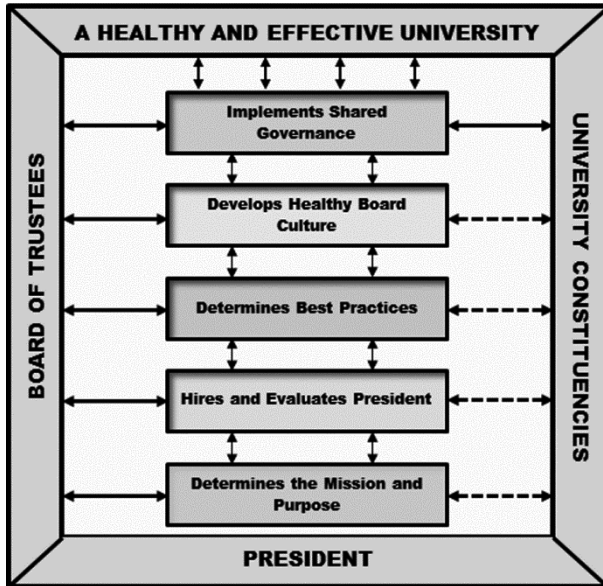 A HEALTHY AND EFFECTIVE UNIVERSITY
BOARD OF TRUSTEES
Implements Shared
Governance
Develops Healthy Board
Culture
Determines Best Practices
Hires and Evaluates President
Determines the Mission and
Purpose
UNIVERSITY CONSTITUENCIES
PRESIDENT